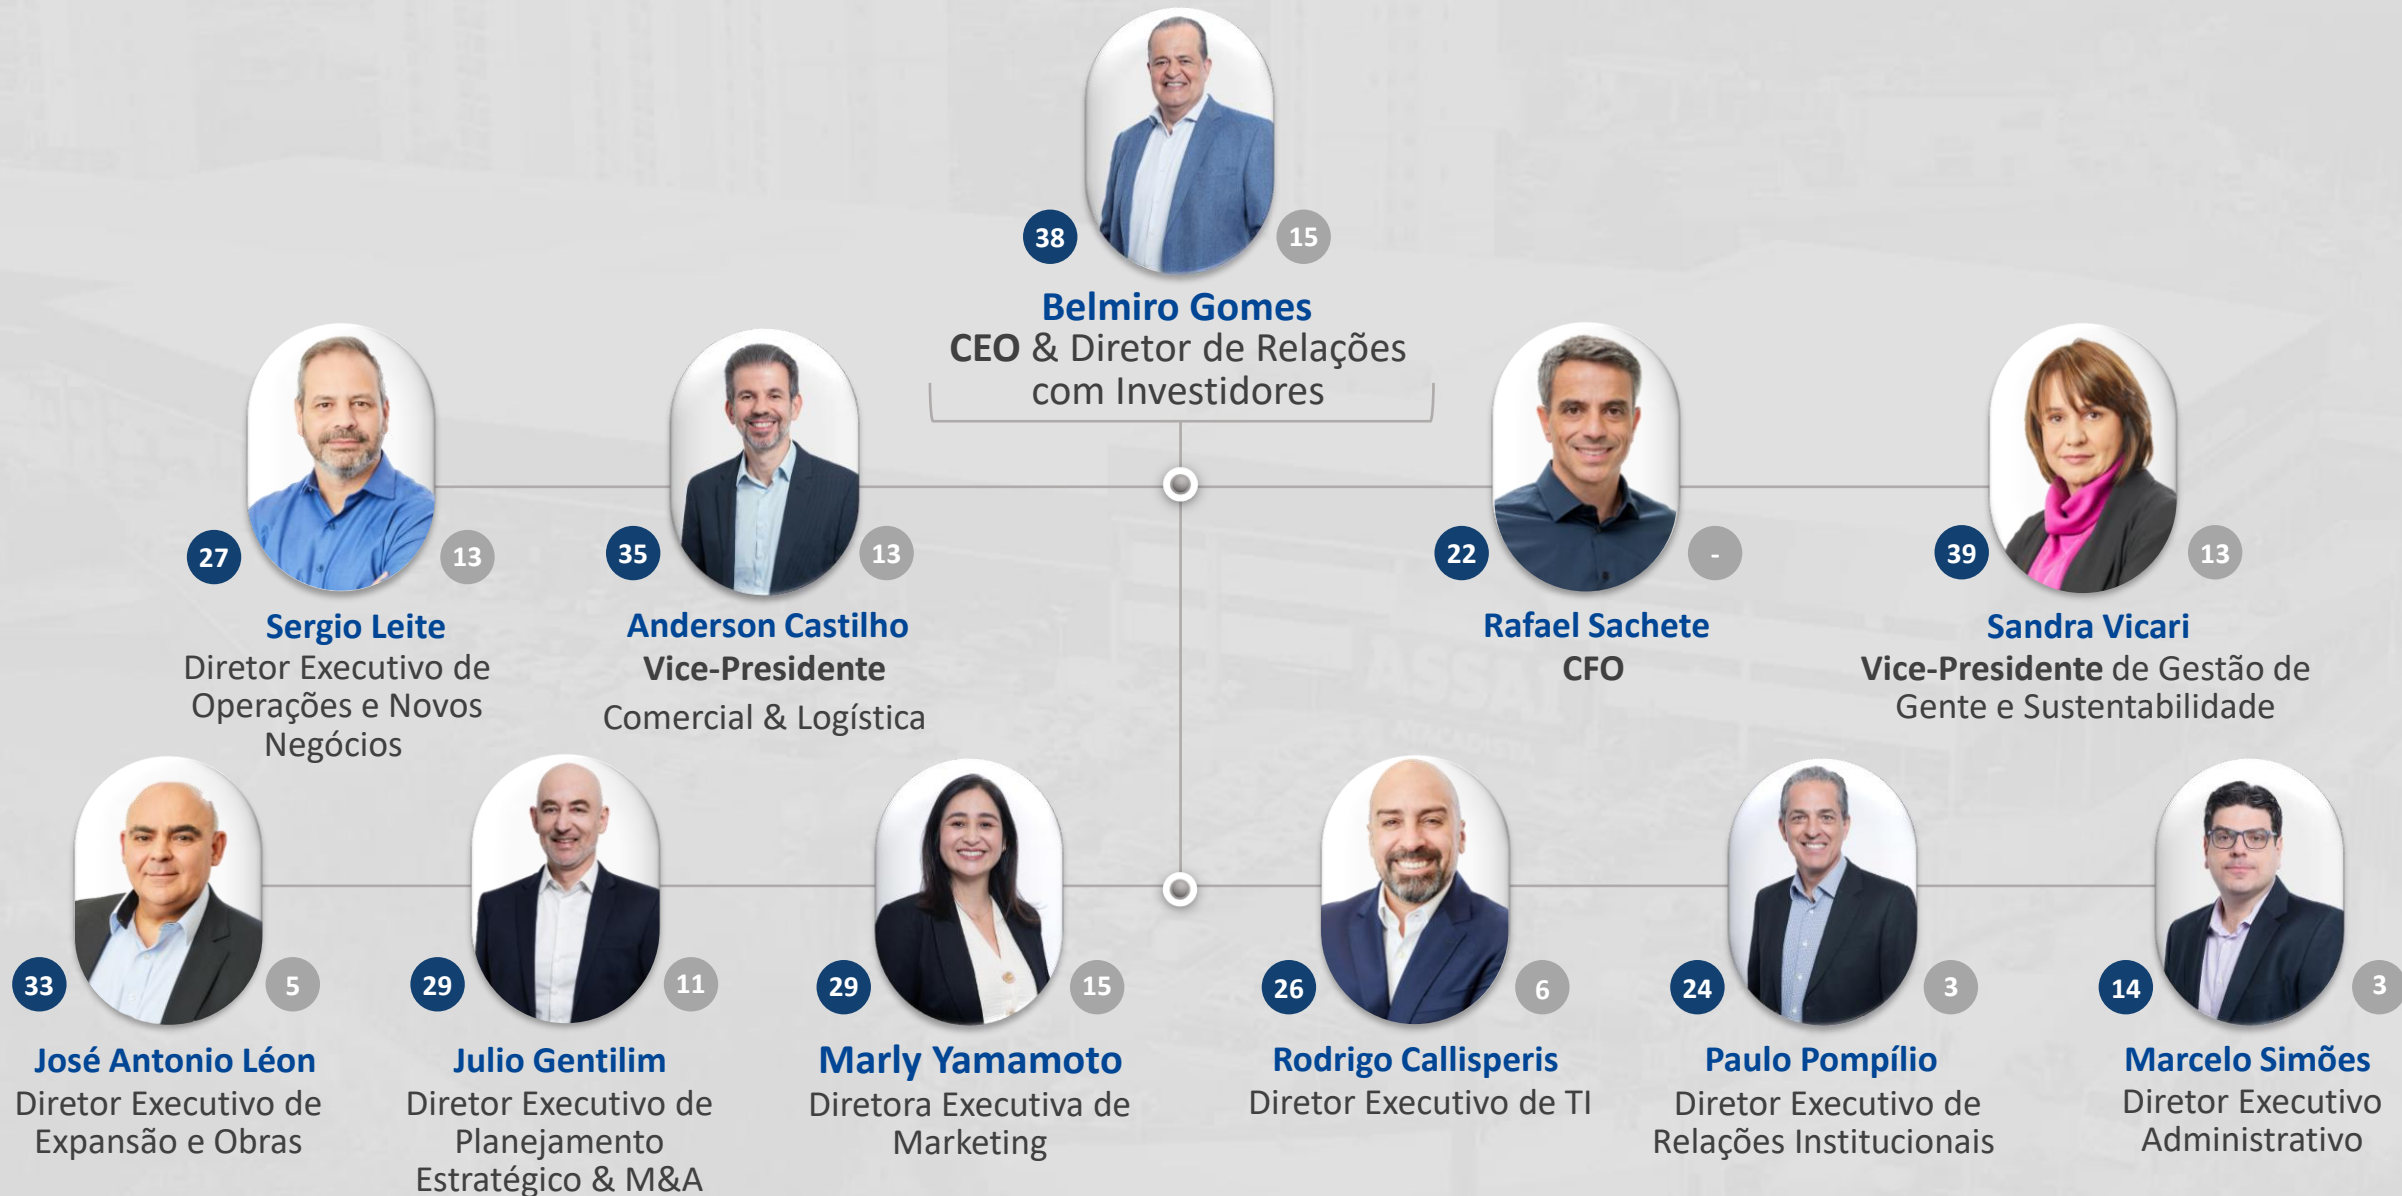 38
15
Belmiro Gomes
CEO & Diretor de Relações
com Investidores
27
13
Sergio Leite
Diretor Executivo de
Operações e Novos
Negócios
35
13
Anderson Castilho
Vice-Presidente
Comercial & Logística
22
-
Rafael Sachete
CFO
39
13
Sandra Vicari
Vice-Presidente de Gestão de
Gente e Sustentabilidade
ASSAÍ
ATACADISTA
33
5
José Antonio Léon
Diretor Executivo de
Expansão e Obras
29
11
Julio Gentilim
Diretor Executivo de
Planejamento
Estratégico & M&A
29
15
Marly Yamamoto
Diretora Executiva de
Marketing
26
6
Rodrigo Callisperis
Diretor Executivo de TI
24
3
Paulo Pompílio
Diretor Executivo de
Relações Institucionais
14
3
Marcelo Simões
Diretor Executivo
Administrativo